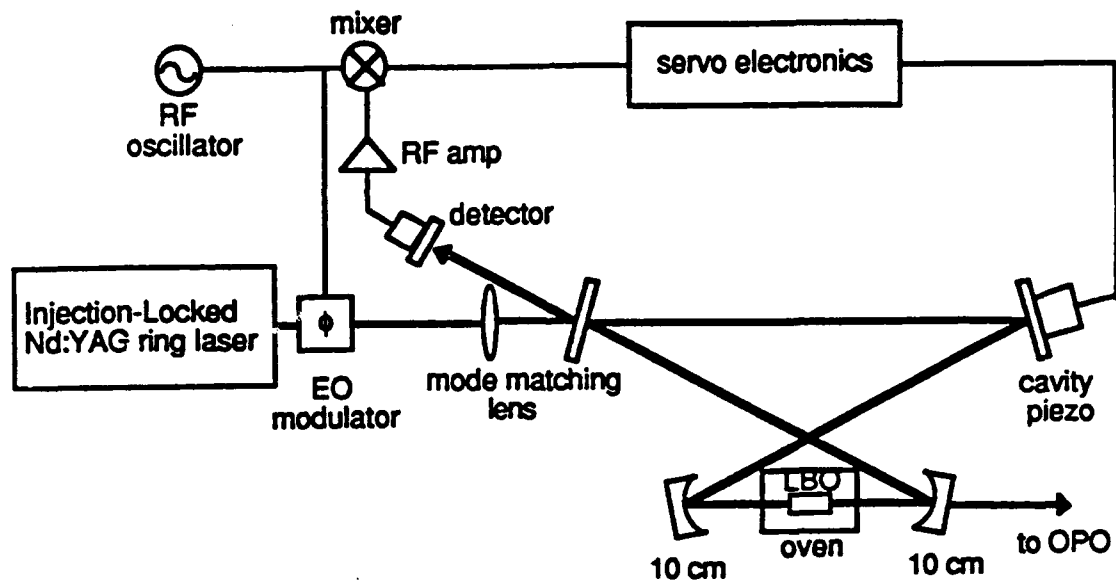 mixer
servo electronics
RF
oscillator
RF amp
detector
Injection-Locked
Nd:YAG ring laser
ϕ
EO
modulator
mode matching
lens
cavity
piezo
LBO
oven
10 cm
10 cm
to OPO